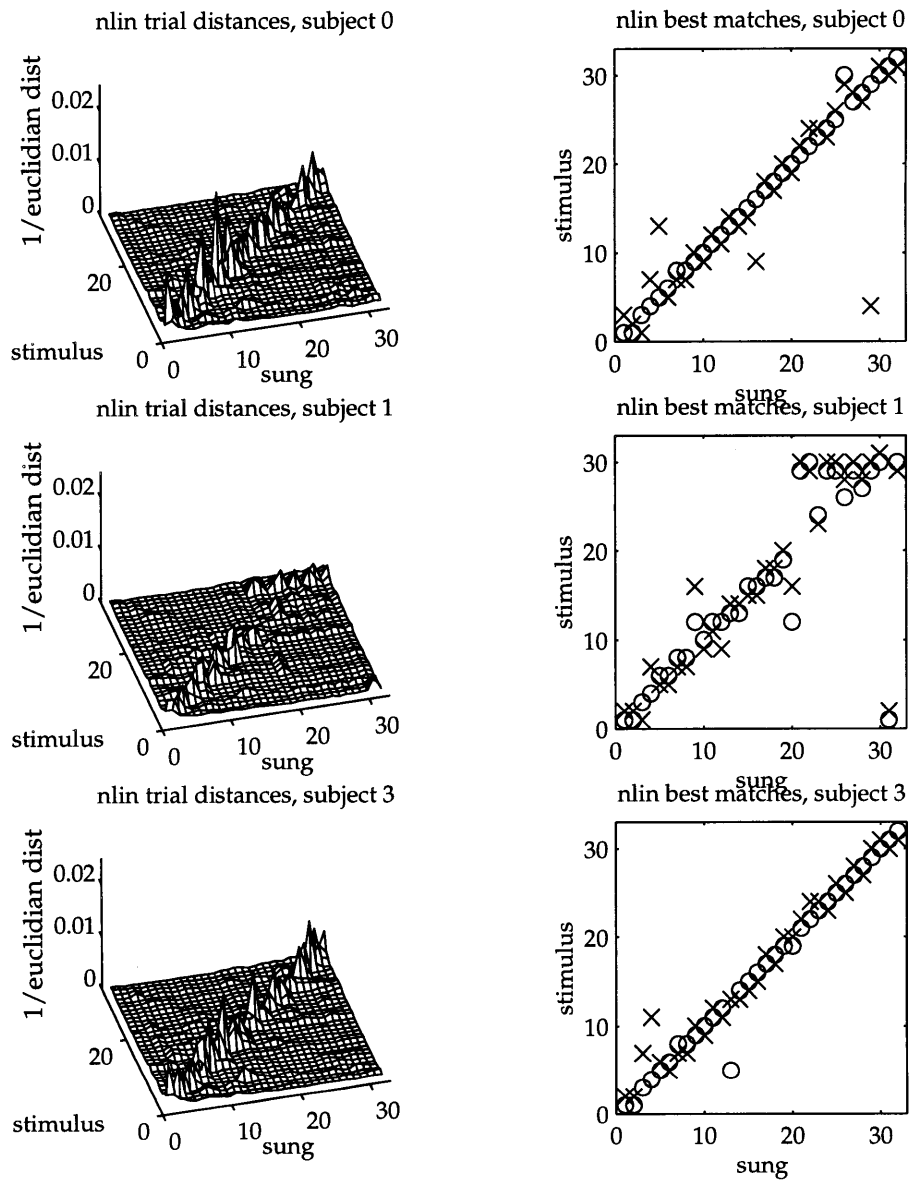 nlin trial distances, subject 0
1/euclidian dist
0.02
0.01
0
20
stimulus
0
0
10
20
30
sung
nlin best matches, subject 0
stimulus
30
20
10
0
0
10
20
30
sung
nlin trial distances, subject 1
1/euclidian dist
0.02
0.01
0
20
stimulus
0
0
10
20
30
sung
nlin best matches, subject 1
stimulus
30
20
10
0
0
10
20
30
sung
nlin trial distances, subject 3
1/euclidian dist
0.02
0.01
0
20
stimulus
0
0
10
20
30
sung
nlin best matches, subject 3
stimulus
30
20
10
0
0
10
20
30
sung